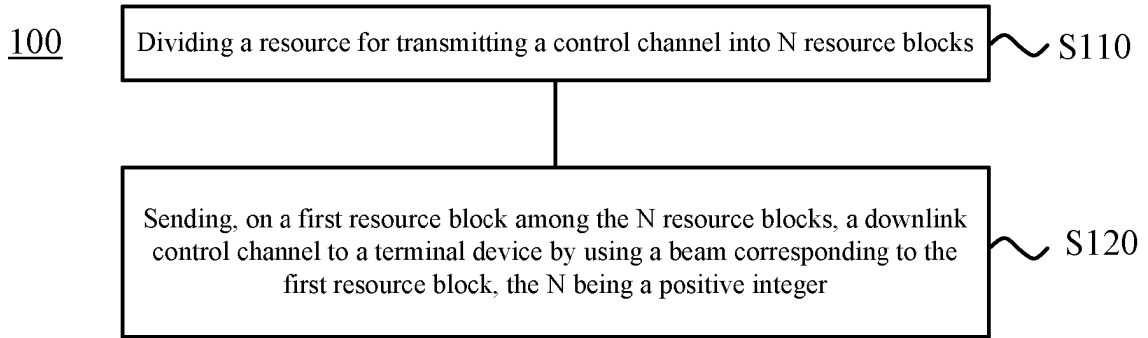 100
Dividing a resource for transmitting a control channel into N resource blocks
S110
Sending, on a first resource block among the N resource blocks, a downlink
control channel to a terminal device by using a beam corresponding to the
first resource block, the N being a positive integer
S120